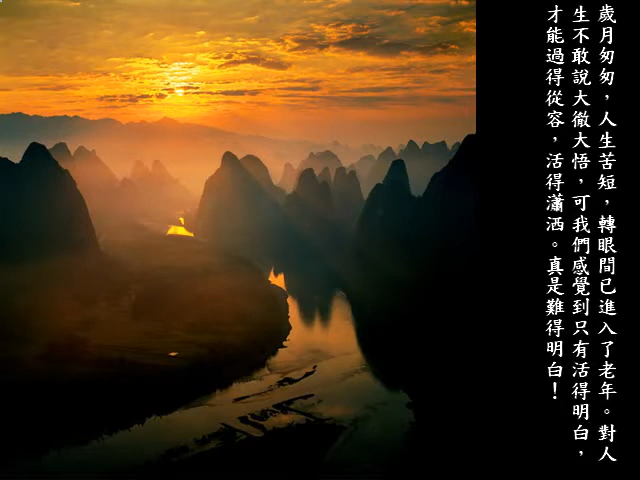 歲月匆匆，人生苦短，轉眼間已進入了老年。對人
生不敢說大徹大悟，可我們感覺到只有活得明白，
才能過得從容，活得瀟洒。真是難得明白！